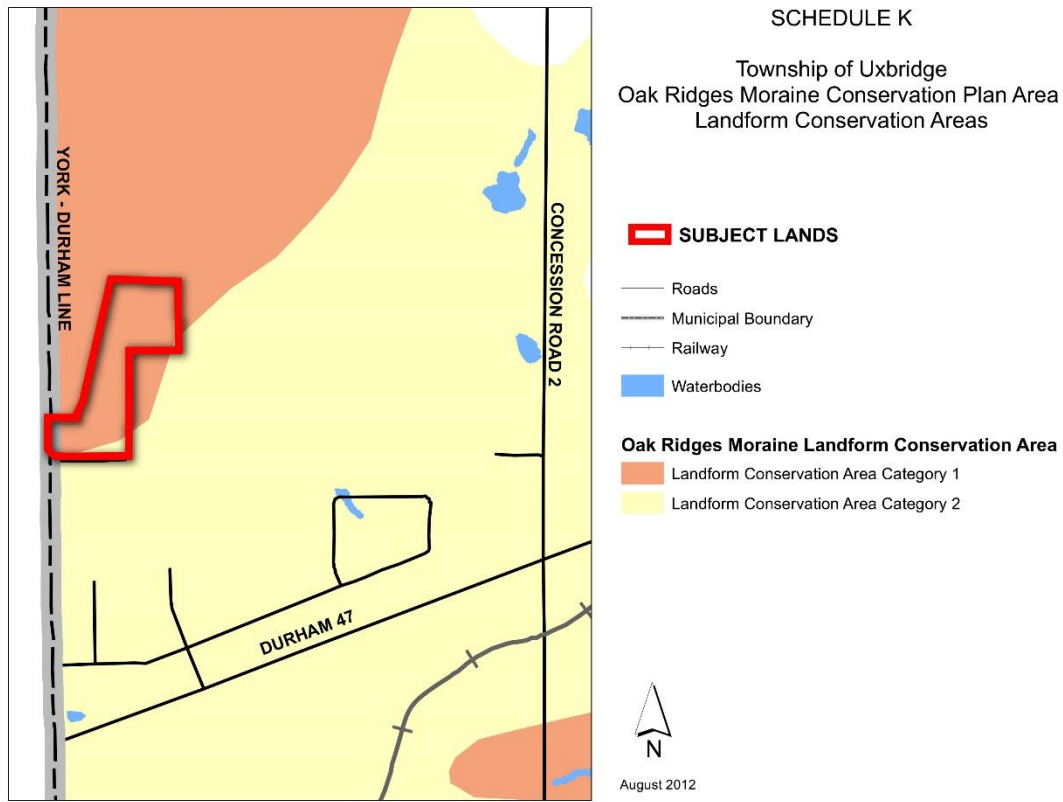 SCHEDULE K
Township of Uxbridge
Oak Ridges Moraine Conservation Plan Area
Landform Conservation Areas
YORK - DURHAM LINE
CONCESSION ROAD 2
DURHAM 47
SUBJECT LANDS
Roads
Municipal Boundary
Railway
Waterbodies
Oak Ridges Moraine Landform Conservation Area
Landform Conservation Area Category 1
Landform Conservation Area Category 2
N
August 2012